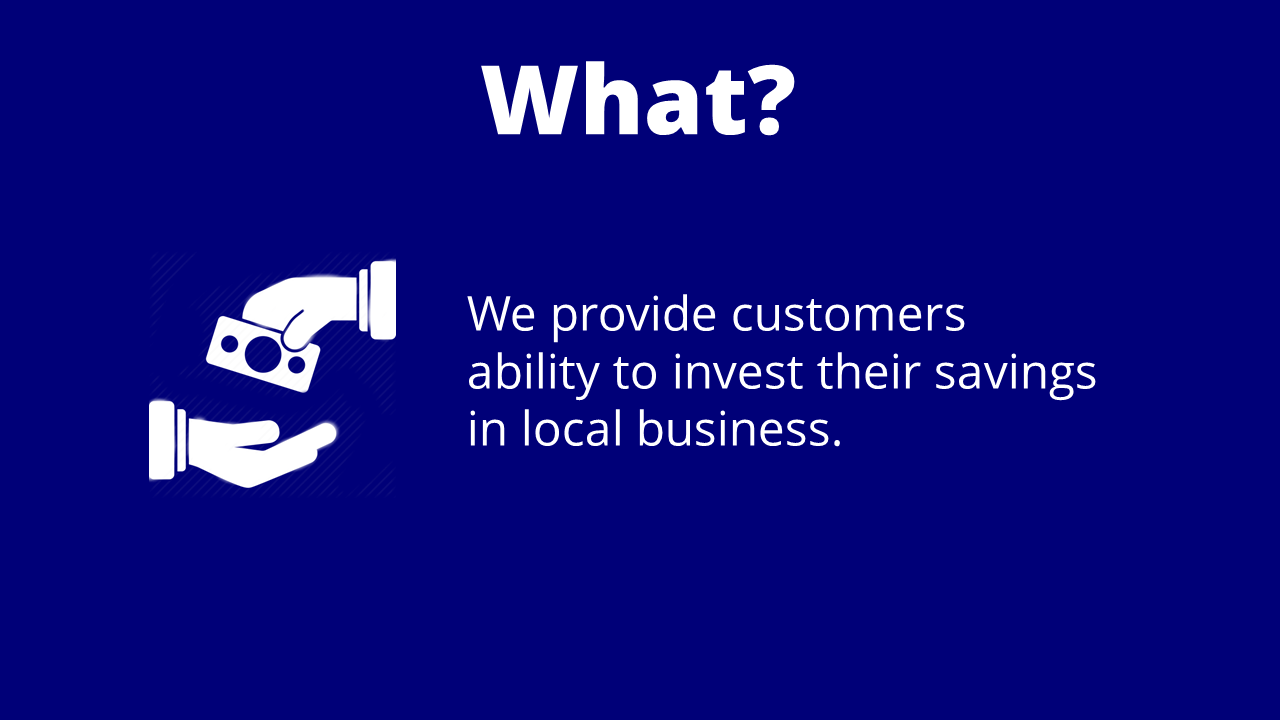 What?
We provide customers
ability to invest their savings
in local business.